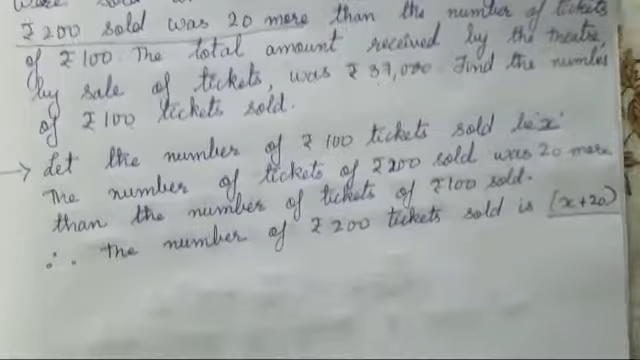 ₹200 sold was 20 more than the number of tickets
of ₹100. The total amount received by the theatre,
by sale of tickets, was ₹37,000. Find the number
of ₹100 tickets sold.
→ Let the number of ₹100 tickets sold be 'x'
The number of tickets of ₹200 sold was 20 more
than the number of tickets of ₹100 sold.
∴ The number of ₹200 tickets sold is (x+20)